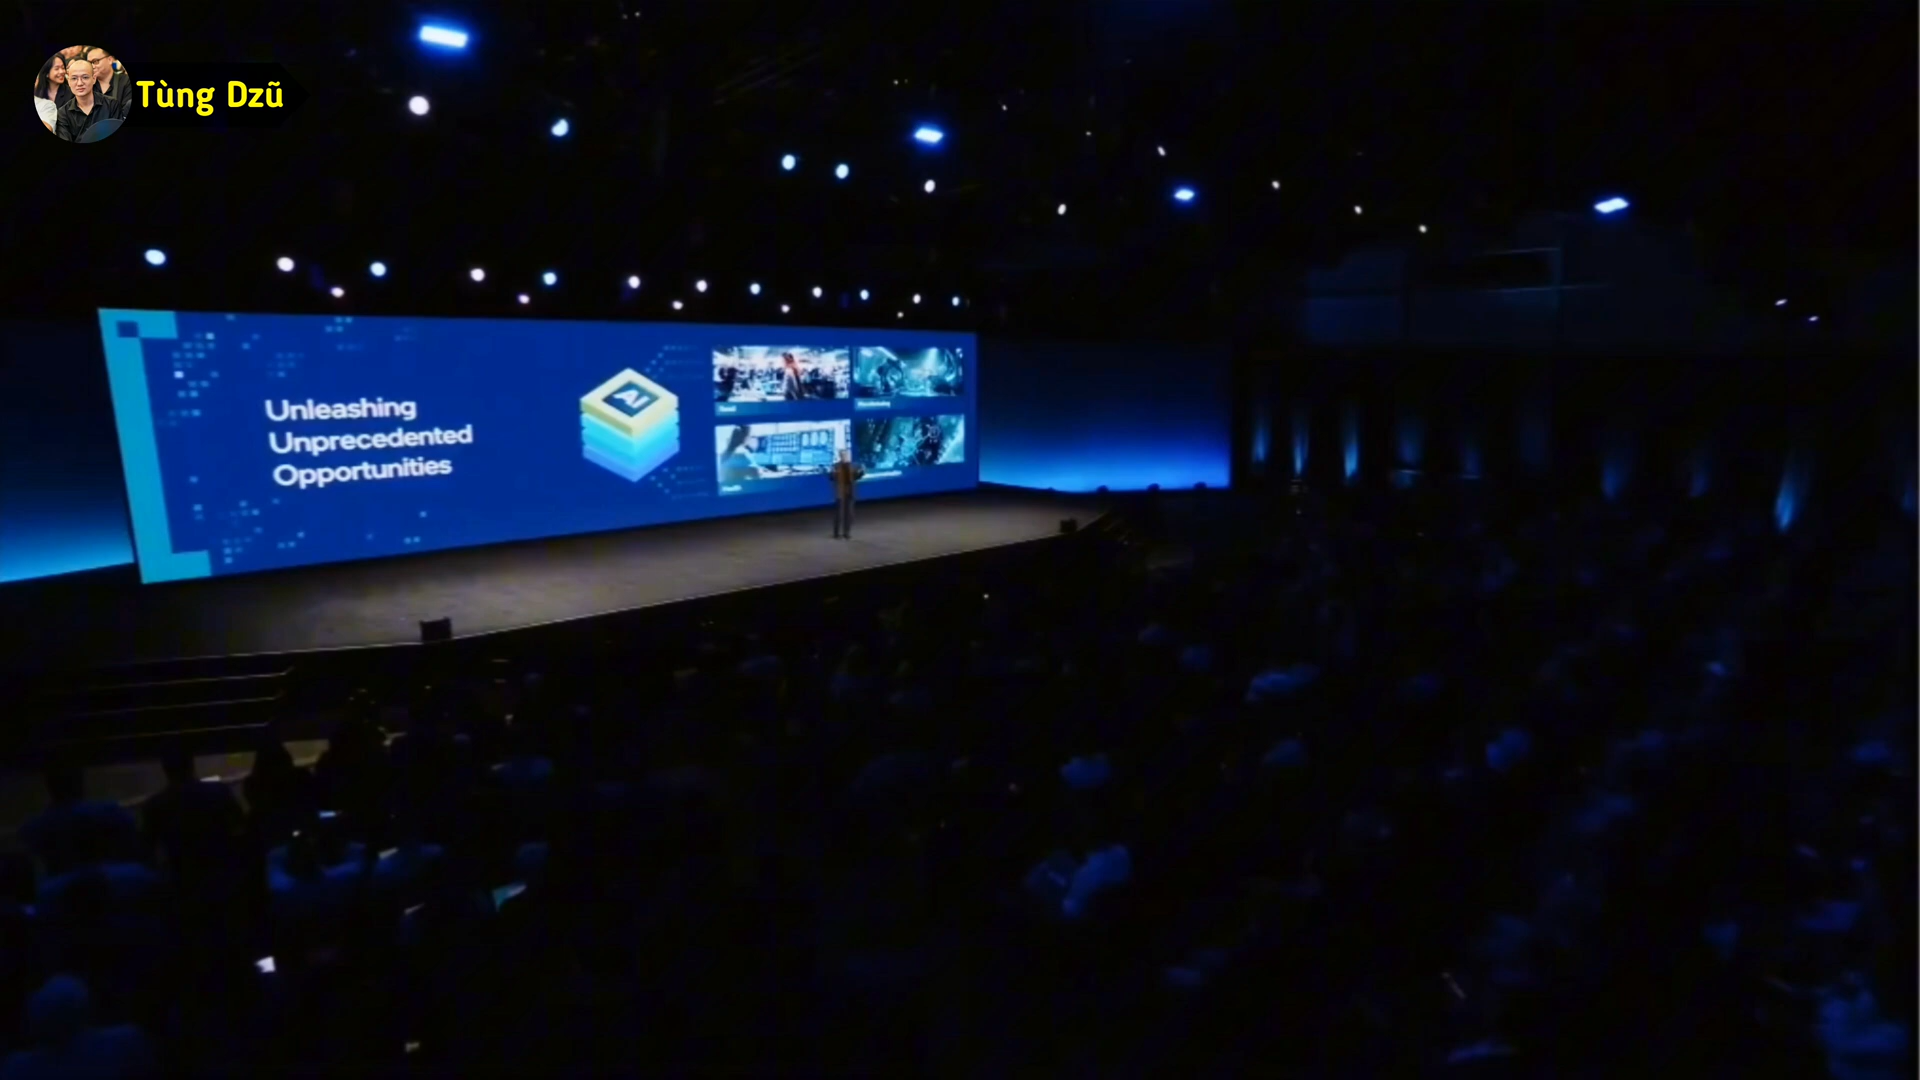 Tùng Dzũ
Unleashing
Unprecedented
Opportunities
AI